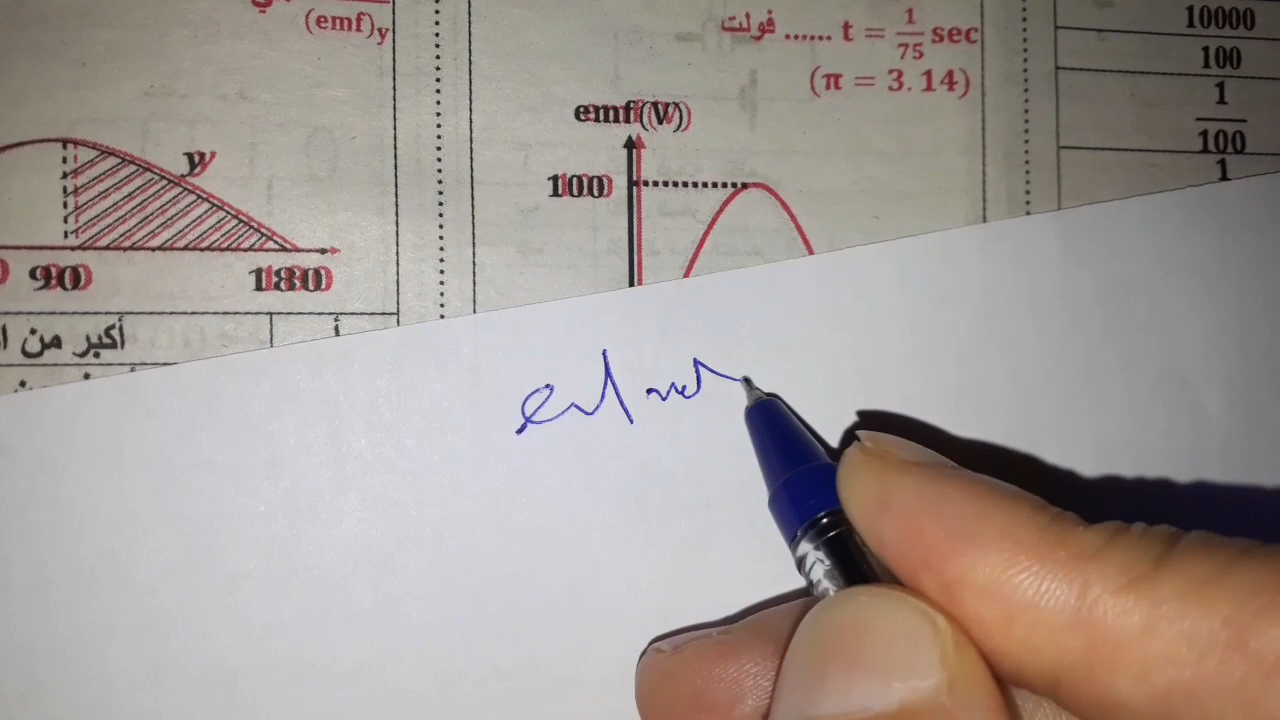 (emf)y
y
90
180
أكبر من
أ
فولت ...... t = 1/75 sec
(π = 3.14)
emf(V)
100
10000
100
1/100
1